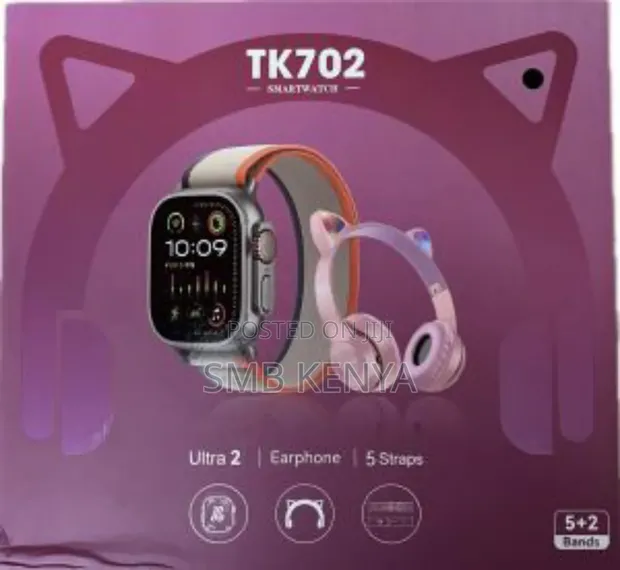 TK702
SMARTWATCH
10:09
POSTED ON JIJI
SMB KENYA
Ultra 2 | Earphone | 5 Straps
5+2
Bands